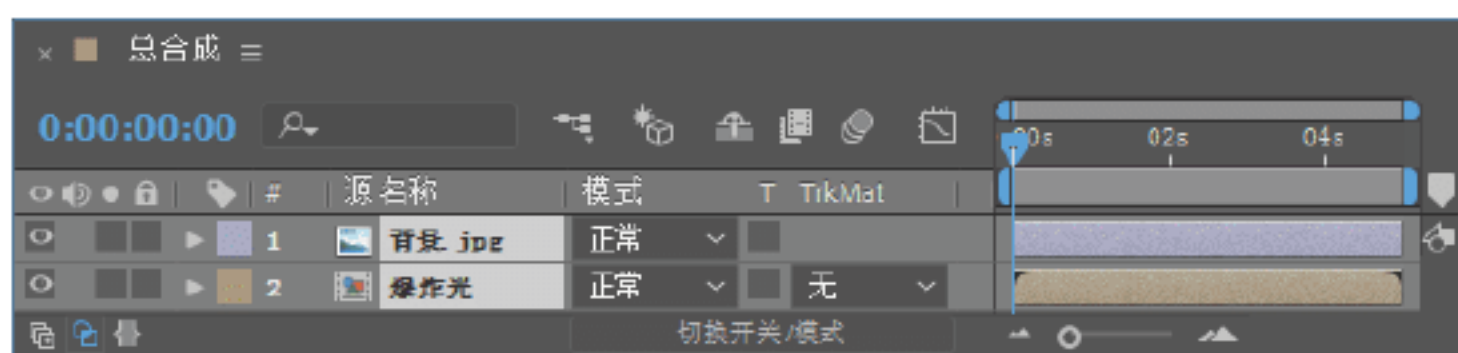 总合成
0:00:00:00
00s 02s 04s
# 源名称 模式 T TrkMat
1 背景.jpg 正常
2 爆炸光 正常 无
切换开关/模式